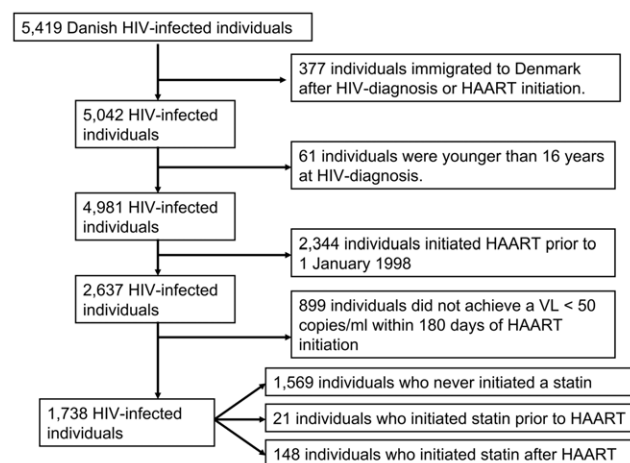 5,419 Danish HIV-infected individuals
377 individuals immigrated to Denmark
after HIV-diagnosis or HAART initiation.
5,042 HIV-infected
individuals
61 individuals were younger than 16 years
at HIV-diagnosis.
4,981 HIV-infected
individuals
2,344 individuals initiated HAART prior to
1 January 1998
2,637 HIV-infected
individuals
899 individuals did not achieve a VL < 50
copies/ml within 180 days of HAART
initiation
1,569 individuals who never initiated a statin
1,738 HIV-infected
individuals
21 individuals who initiated statin prior to HAART
148 individuals who initiated statin after HAART